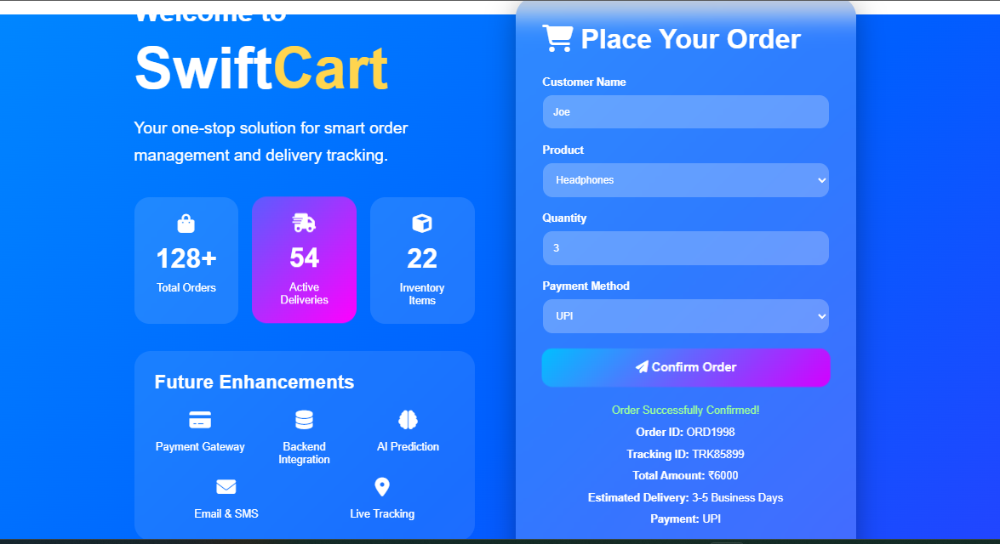 Welcome to
SwiftCart
Your one-stop solution for smart order
management and delivery tracking.
128+
Total Orders
54
Active
Deliveries
22
Inventory
Items
Future Enhancements
Payment Gateway
Backend
Integration
AI Prediction
Email & SMS
Live Tracking
Place Your Order
Customer Name
Joe
Product
Headphones
Quantity
3
Payment Method
UPI
Confirm Order
Order Successfully Confirmed!
Order ID: ORD1998
Tracking ID: TRK85899
Total Amount: ₹6000
Estimated Delivery: 3-5 Business Days
Payment: UPI